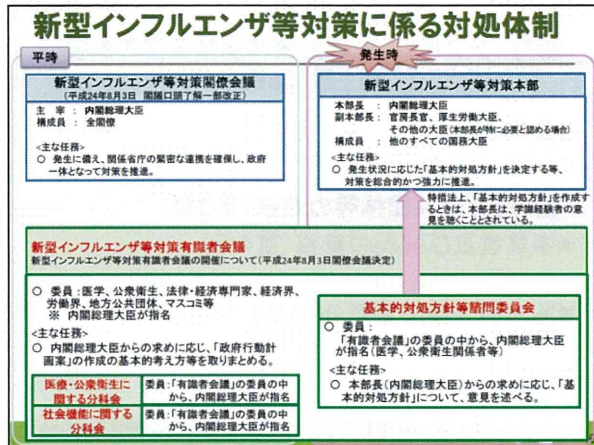 新型インフルエンザ等対策に係る対処体制
平時
新型インフルエンザ等対策閣僚会議
(平成24年8月3日 閣議口頭了解一部改正)
主 宰 : 内閣総理大臣
構成員 : 全閣僚
<主な任務>
○ 発生に備え、関係省庁の緊密な連携を確保し、政府
一体となって対策を推進。
発生時
新型インフルエンザ等対策本部
本部長 : 内閣総理大臣
副本部長 : 官房長官、厚生労働大臣、
その他の大臣(本部長が特に必要と認める場合)
構成員 : 他のすべての国務大臣
<主な任務>
○ 発生状況に応じた「基本的対処方針」を決定する等、
対策を総合的かつ強力に推進。
特措法上、「基本的対処方針」を作成す
るときは、本部長は、学識経験者の意
見を聴くこととされている。
新型インフルエンザ等対策有識者会議
新型インフルエンザ等対策有識者会議の開催について(平成24年8月3日閣僚会議決定)
○ 委員:医学、公衆衛生、法律・経済専門家、経済界、
労働界、地方公共団体、マスコミ等
※ 内閣総理大臣が指名
<主な任務>
○ 内閣総理大臣からの求めに応じ、「政府行動計
画案」の作成の基本的考え方等を取りまとめる。
医療・公衆衛生に
関する分科会
委員:「有識者会議」の委員の中
から、内閣総理大臣が指名
社会機能に関する
分科会
委員:「有識者会議」の委員の中
から、内閣総理大臣が指名
基本的対処方針等諮問委員会
○ 委員:
「有識者会議」の委員の中から、内閣総理大臣
が指名(医学、公衆衛生関係者等)
<主な任務>
○ 本部長(内閣総理大臣)からの求めに応じ、「基
本的対処方針」について、意見を述べる。